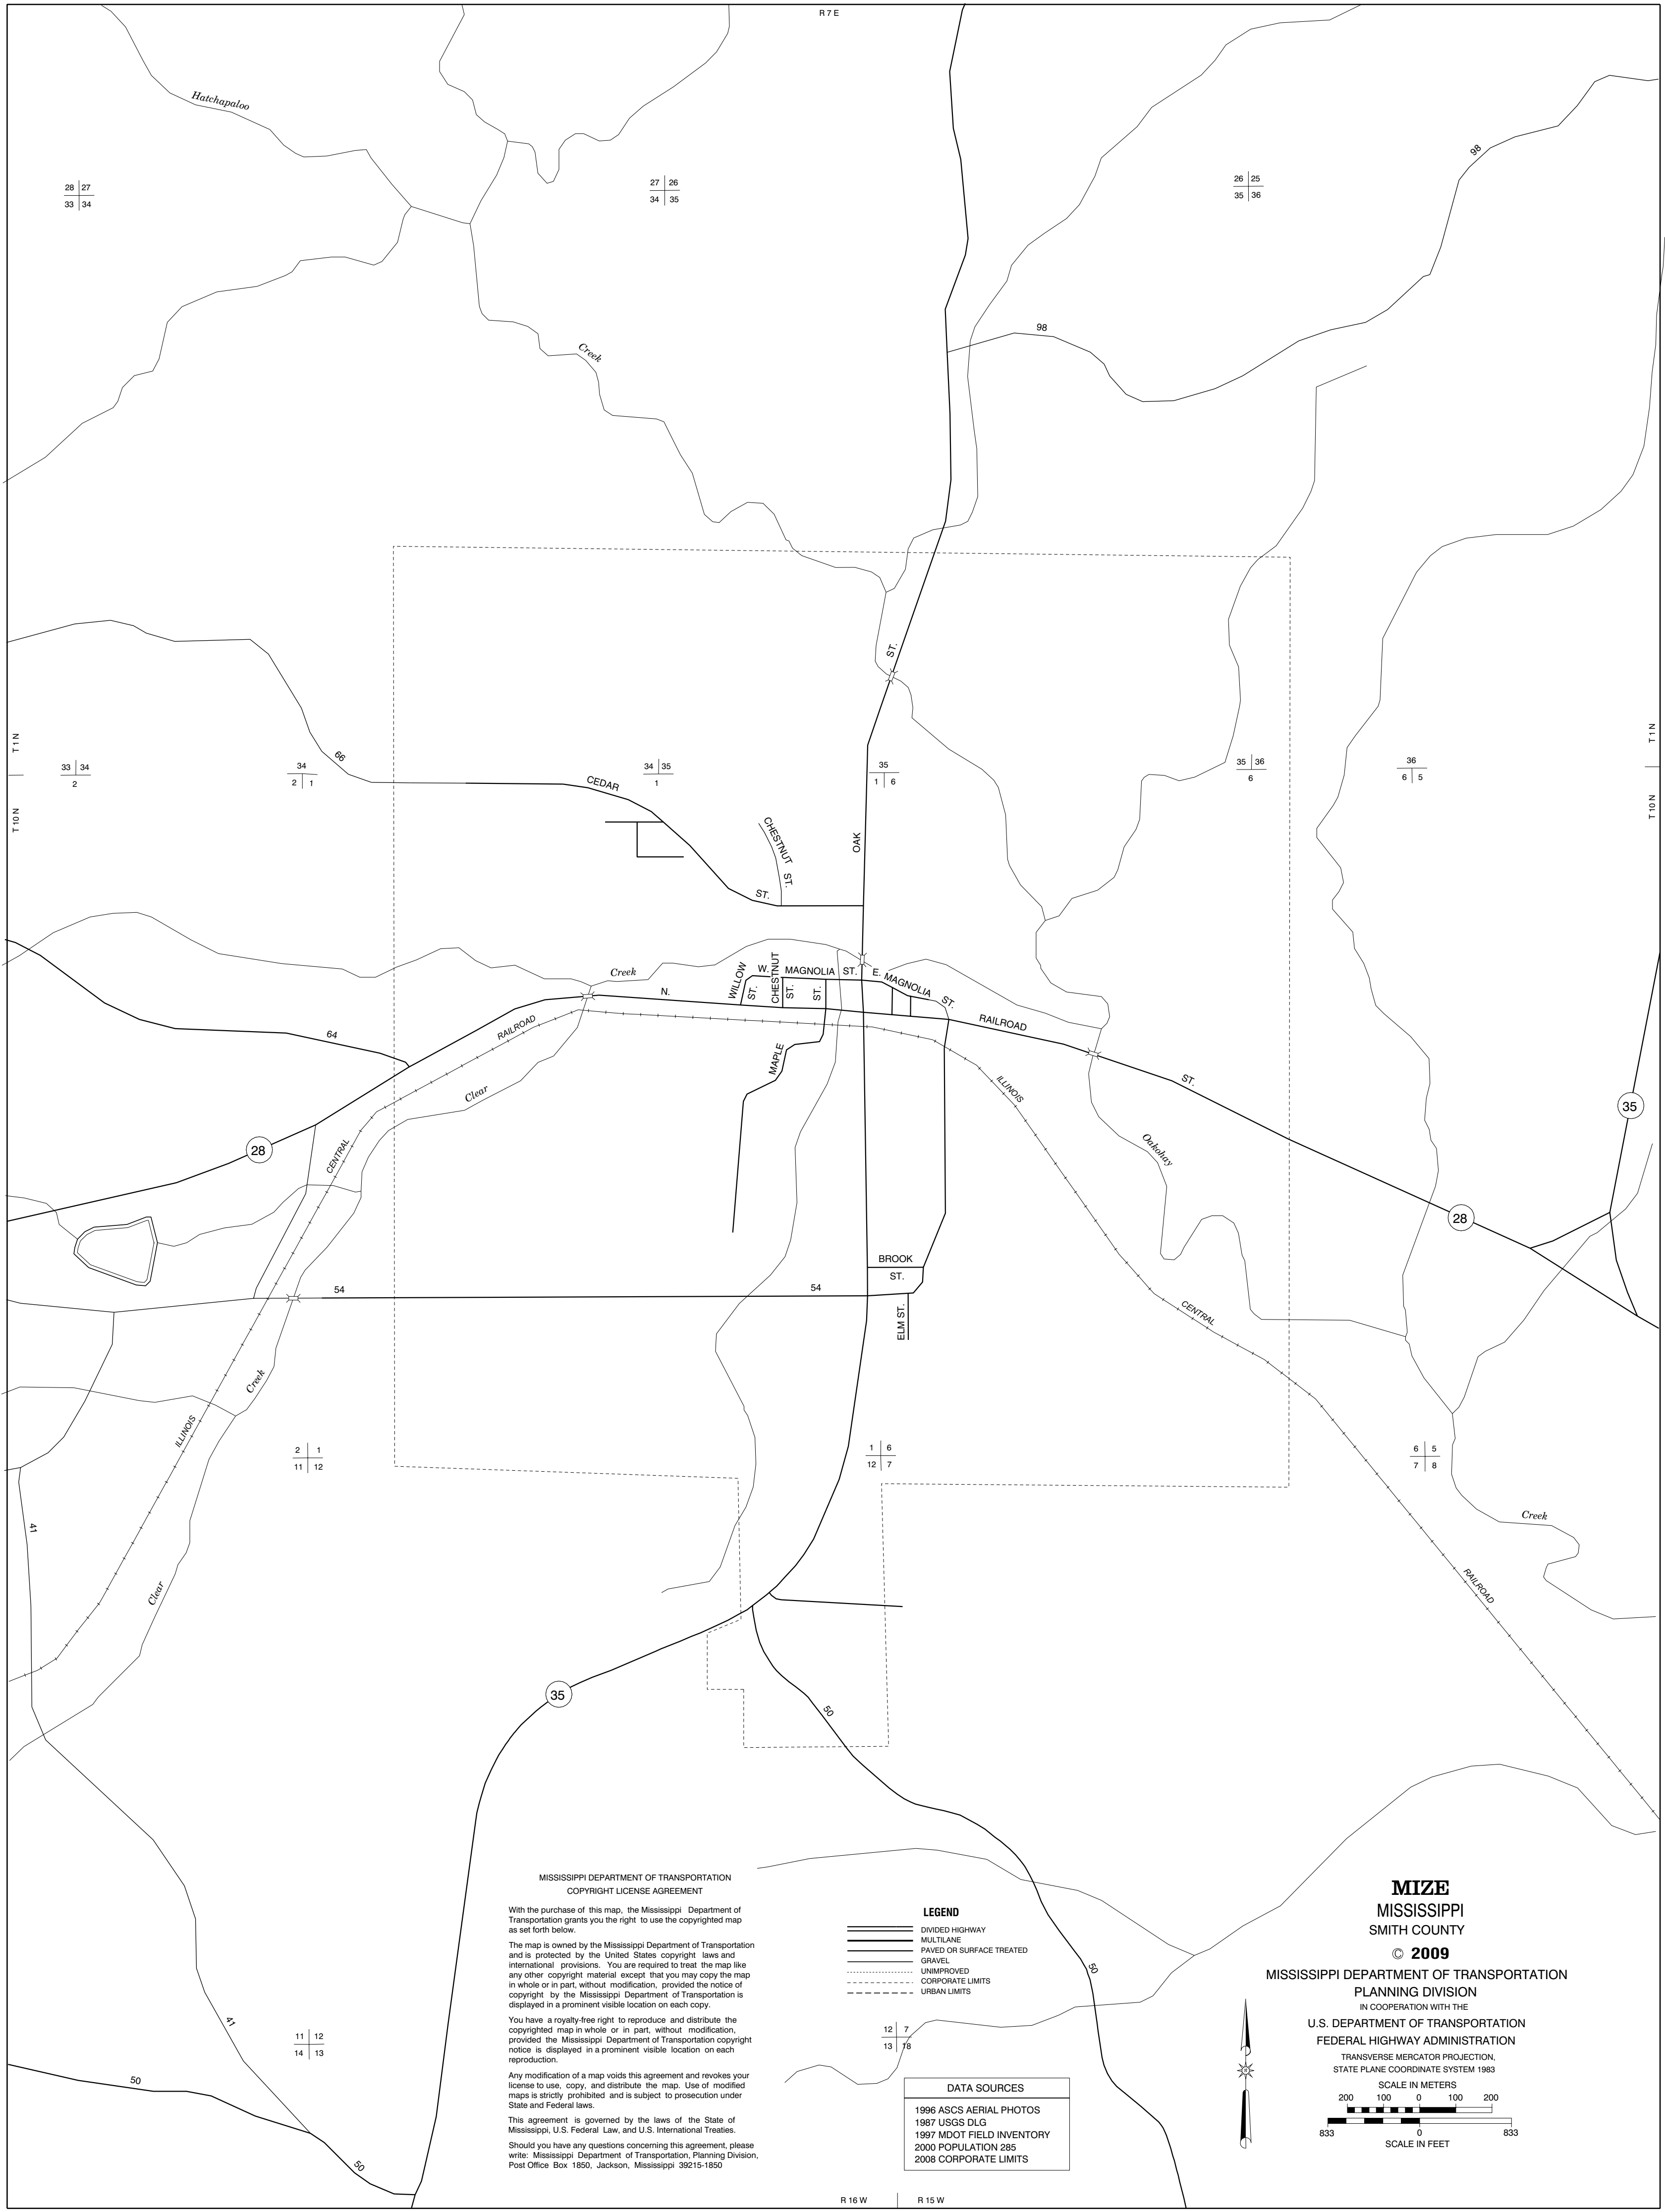 R 7 E
Hatchapaloo
98
28 27
33 34
27 26
34 35
26 25
35 36
98
Creek
ST.
T 1 N
T 1 N
33 34
2
34
2 1
66
34 35
1
35
1 6
35 36
6
36
6 5
CEDAR
T 10 N
T 10 N
CHESTNUT
ST.
OAK
ST.
Creek
WILLOW
ST.
W.
CHESTNUT
ST.
MAGNOLIA
ST.
ST.
E. MAGNOLIA
ST.
N.
RAILROAD
RAILROAD
64
MAPLE
ST.
ILLINOIS
Clear
35
28
CENTRAL
Oakohay
28
BROOK
ST.
54
54
ELM ST.
CENTRAL
Creek
ILLINOIS
2 1
11 12
1 6
12 7
6 5
7 8
Creek
41
Clear
RAILROAD
35
50
MISSISSIPPI DEPARTMENT OF TRANSPORTATION
COPYRIGHT LICENSE AGREEMENT
With the purchase of this map, the Mississippi Department of
Transportation grants you the right to use the copyrighted map
as set forth below.
The map is owned by the Mississippi Department of Transportation
and is protected by the United States copyright laws and
international provisions. You are required to treat the map like
any other copyright material except that you may copy the map
in whole or in part, without modification, provided the notice of
copyright by the Mississippi Department of Transportation is
displayed in a prominent visible location on each copy.
You have a royalty-free right to reproduce and distribute the
copyrighted map in whole or in part, without modification,
provided the Mississippi Department of Transportation copyright
notice is displayed in a prominent visible location on each
reproduction.
Any modification of a map voids this agreement and revokes your
license to use, copy, and distribute the map. Use of modified
maps is strictly prohibited and is subject to prosecution under
State and Federal laws.
This agreement is governed by the laws of the State of
Mississippi, U.S. Federal Law, and U.S. International Treaties.
Should you have any questions concerning this agreement, please
write: Mississippi Department of Transportation, Planning Division,
Post Office Box 1850, Jackson, Mississippi 39215-1850
LEGEND
DIVIDED HIGHWAY
MULTILANE
PAVED OR SURFACE TREATED
GRAVEL
UNIMPROVED
CORPORATE LIMITS
URBAN LIMITS
50
41
11 12
14 13
12 7
13 18
50
50
DATA SOURCES
1996 ASCS AERIAL PHOTOS
1987 USGS DLG
1997 MDOT FIELD INVENTORY
2000 POPULATION 285
2008 CORPORATE LIMITS
MIZE
MISSISSIPPI
SMITH COUNTY
© 2009
MISSISSIPPI DEPARTMENT OF TRANSPORTATION
PLANNING DIVISION
IN COOPERATION WITH THE
U.S. DEPARTMENT OF TRANSPORTATION
FEDERAL HIGHWAY ADMINISTRATION
TRANSVERSE MERCATOR PROJECTION,
STATE PLANE COORDINATE SYSTEM 1983
SCALE IN METERS
200 100 0 100 200
833 0 833
SCALE IN FEET
R 16 W R 15 W